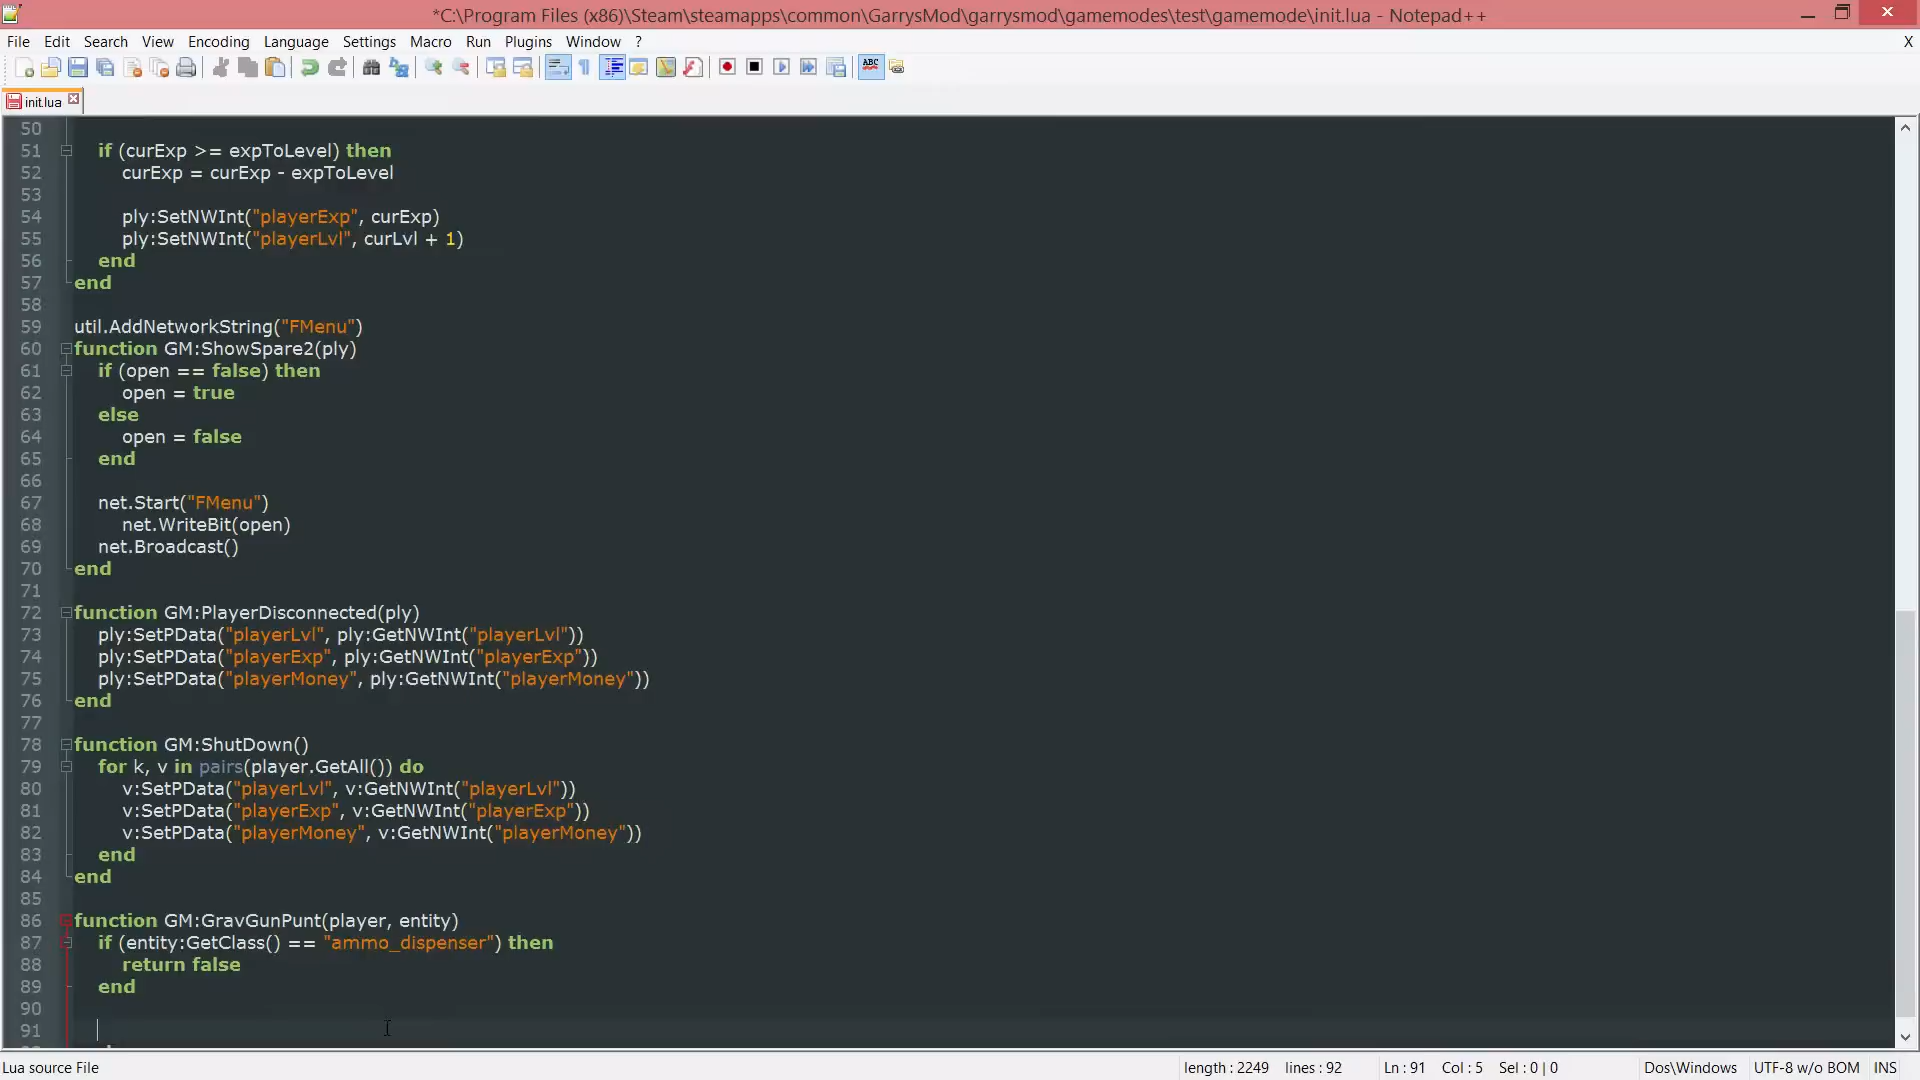 *C:\Program Files (x86)\Steam\steamapps\common\GarrysMod\garrysmod\gamemodes\test\gamemode\init.lua - Notepad++
File Edit Search View Encoding Language Settings Macro Run Plugins Window ? X
ABC
init.lua
50
51 if (curExp >= expToLevel) then
52 curExp = curExp - expToLevel
53
54 ply:SetNWInt("playerExp", curExp)
55 ply:SetNWInt("playerLvl", curLvl + 1)
56 end
57 end
58
59 util.AddNetworkString("FMenu")
60 function GM:ShowSpare2(ply)
61 if (open == false) then
62 open = true
63 else
64 open = false
65 end
66
67 net.Start("FMenu")
68 net.WriteBit(open)
69 net.Broadcast()
70 end
71
72 function GM:PlayerDisconnected(ply)
73 ply:SetPData("playerLvl", ply:GetNWInt("playerLvl"))
74 ply:SetPData("playerExp", ply:GetNWInt("playerExp"))
75 ply:SetPData("playerMoney", ply:GetNWInt("playerMoney"))
76 end
77
78 function GM:ShutDown()
79 for k, v in pairs(player.GetAll()) do
80 v:SetPData("playerLvl", v:GetNWInt("playerLvl"))
81 v:SetPData("playerExp", v:GetNWInt("playerExp"))
82 v:SetPData("playerMoney", v:GetNWInt("playerMoney"))
83 end
84 end
85
86 function GM:GravGunPunt(player, entity)
87 if (entity:GetClass() == "ammo_dispenser") then
88 return false
89 end
90
91
Lua source File length : 2249 lines : 92 Ln : 91 Col : 5 Sel : 0 | 0 Dos\Windows UTF-8 w/o BOM INS